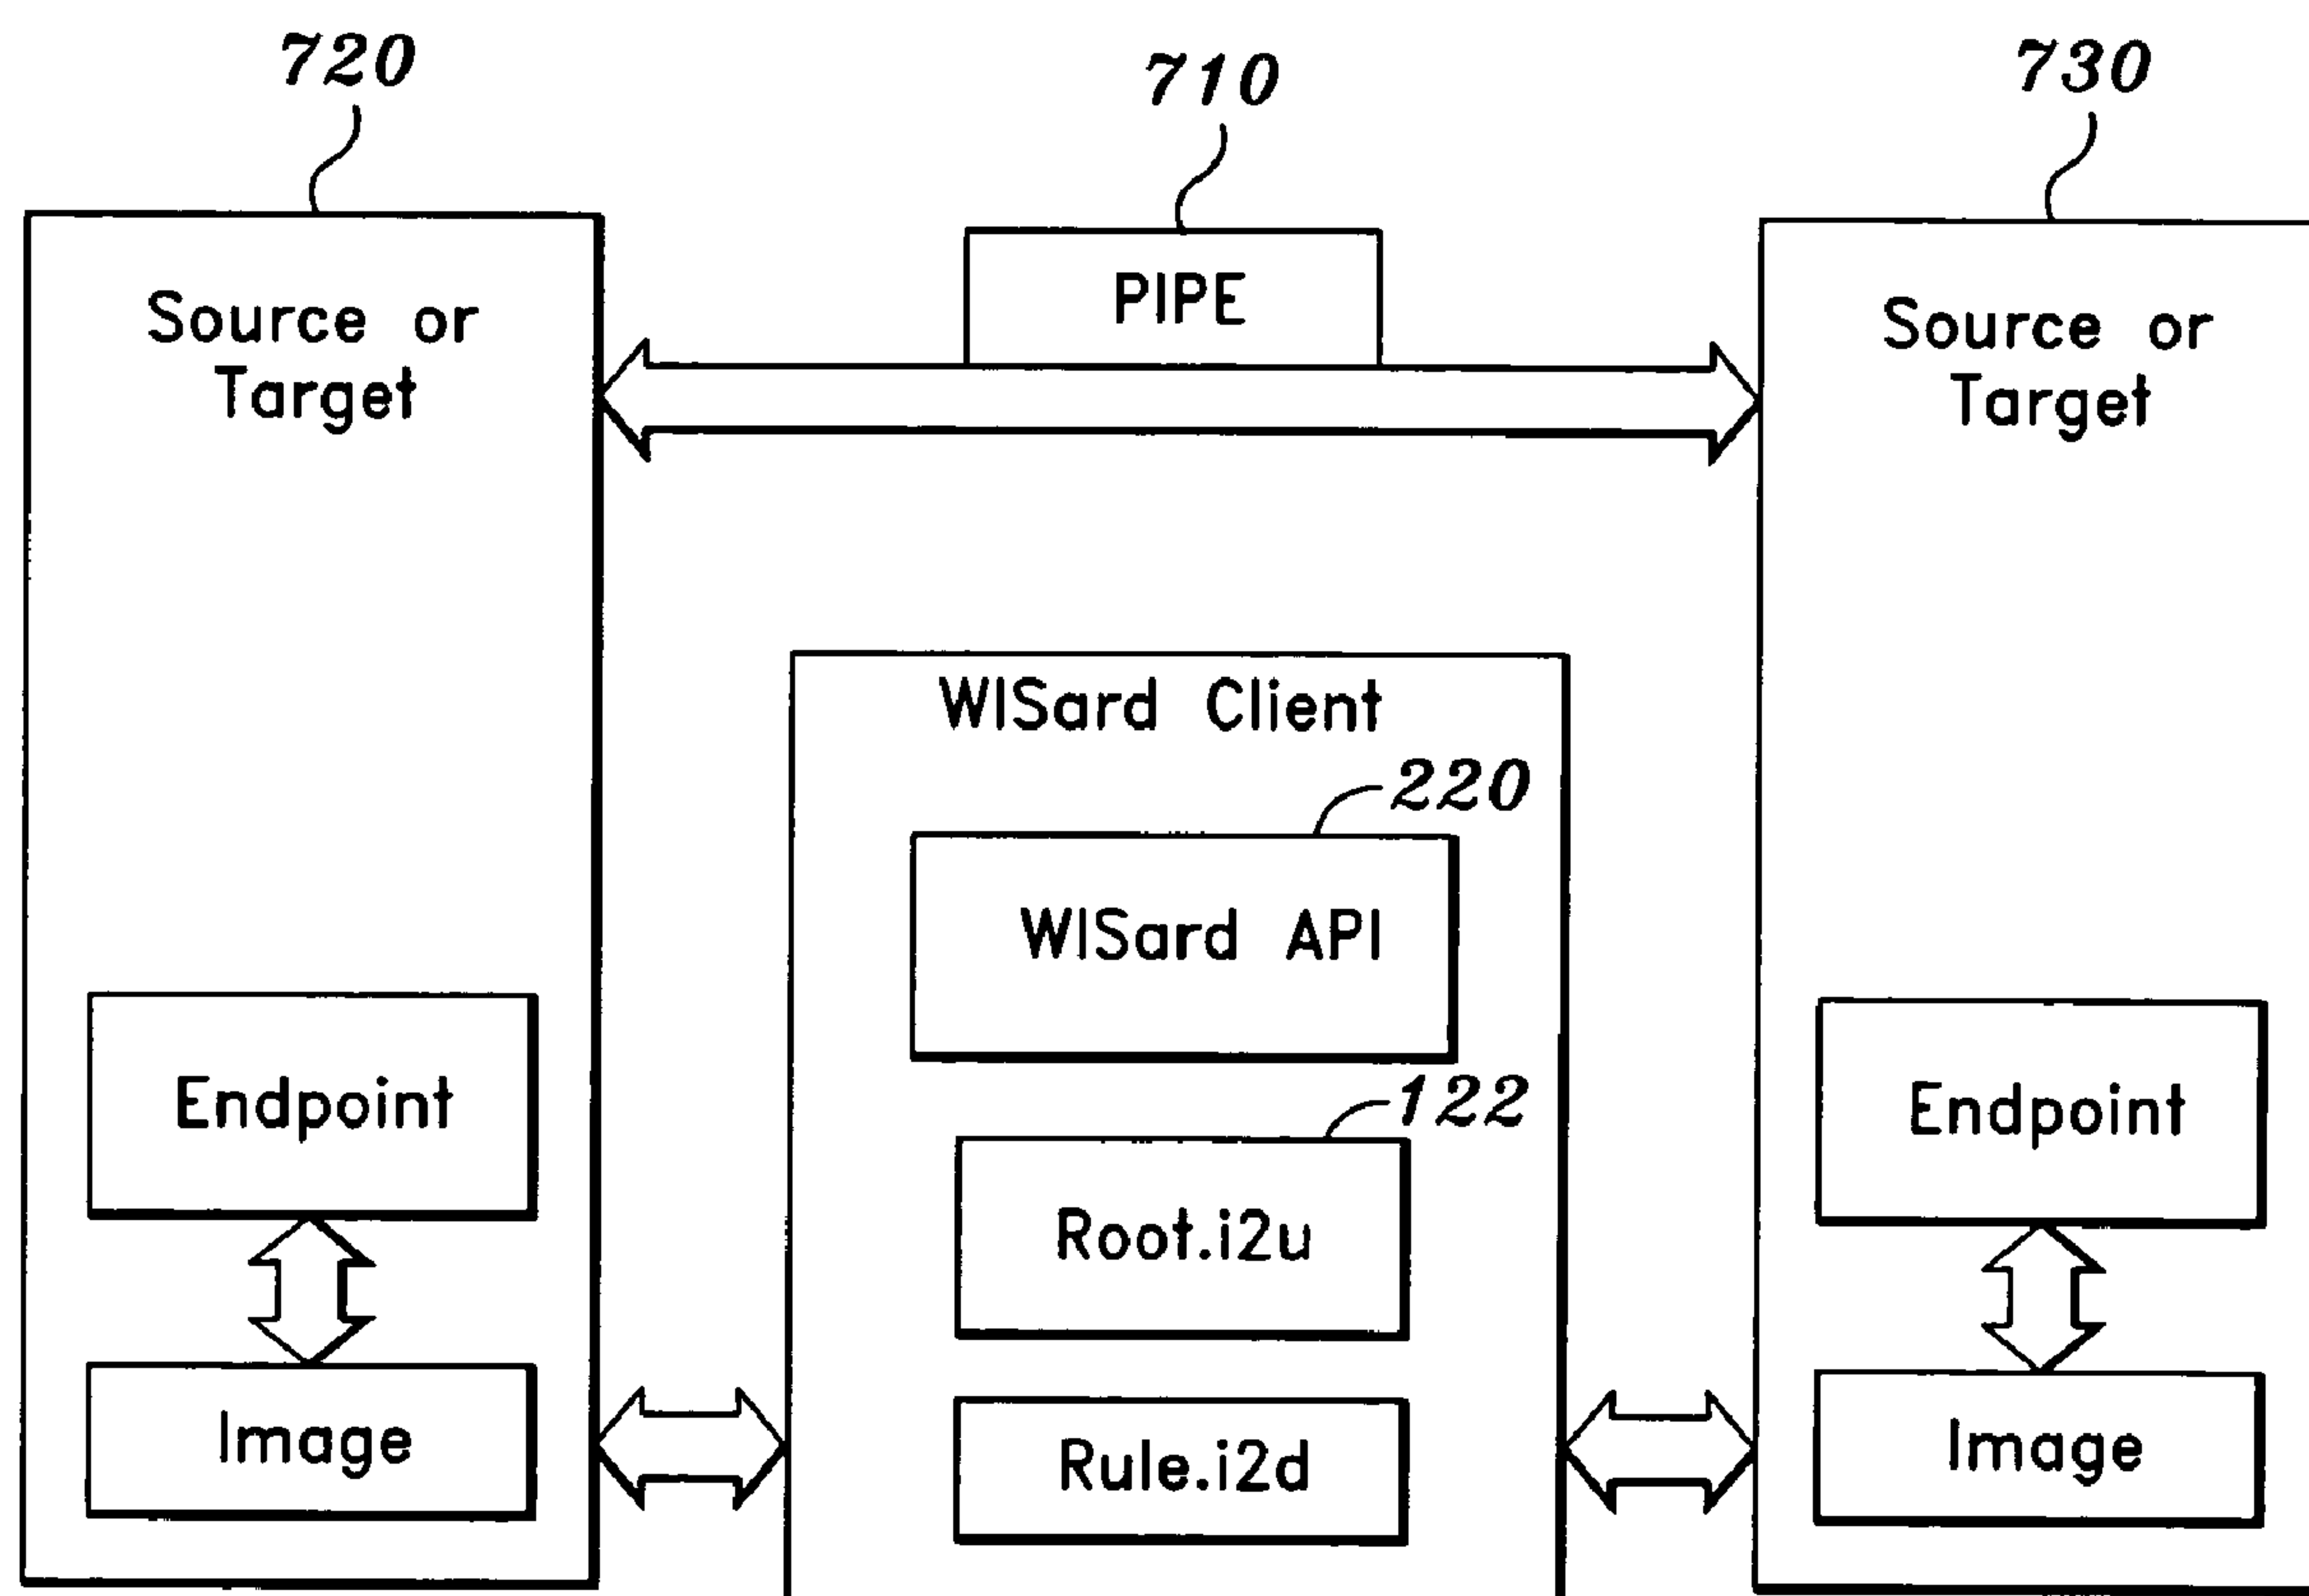 720
710
730
Source or
Target
PIPE
Source or
Target
WISard Client
220
WISard API
122
Endpoint
Root.i2u
Endpoint
Image
Rule.i2d
Image